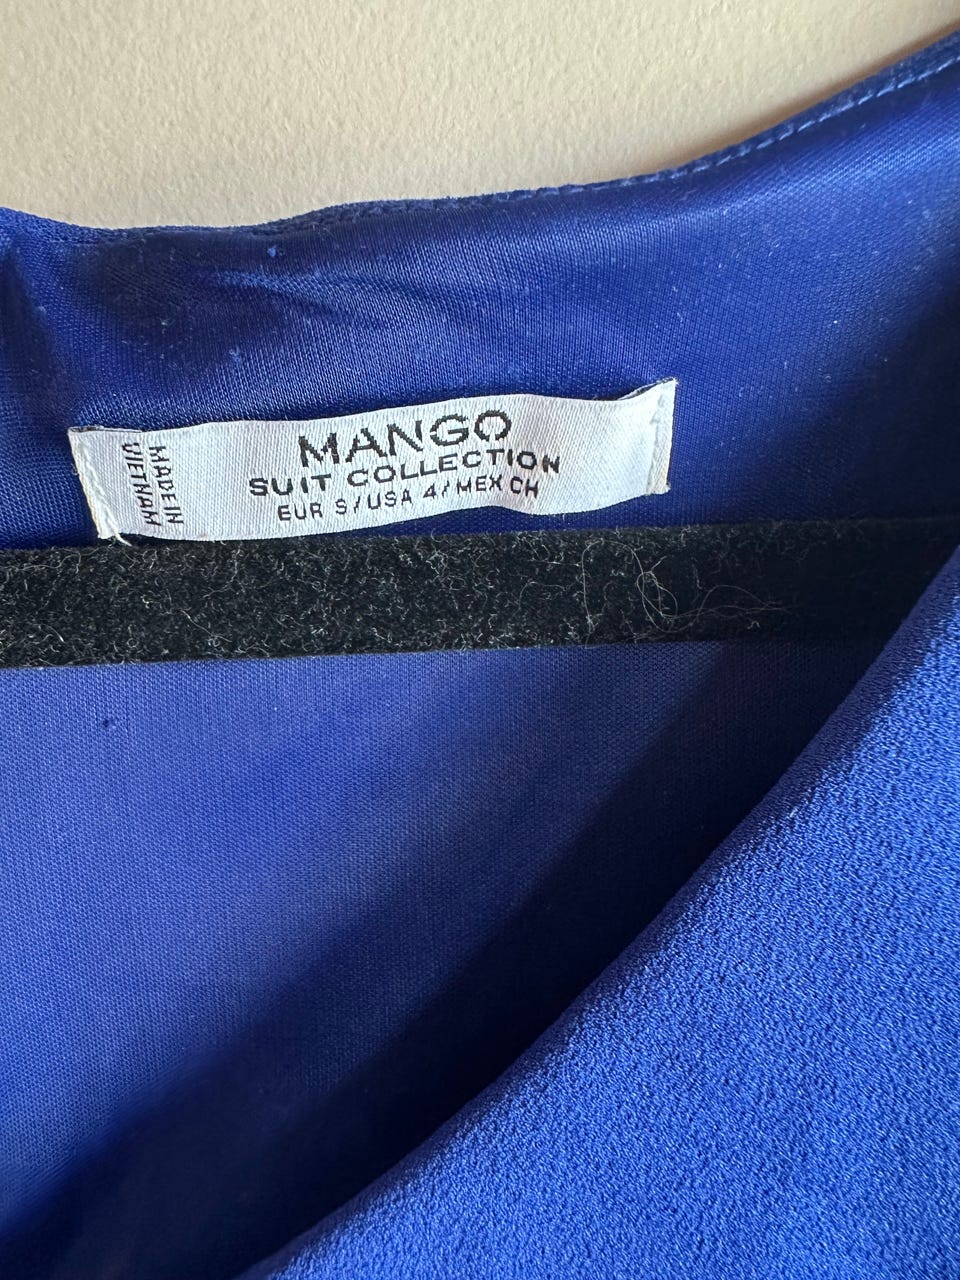 MANGO
SUIT COLLECTION
EUR S/USA 4/MEX CH
MADE IN
VIETNAM